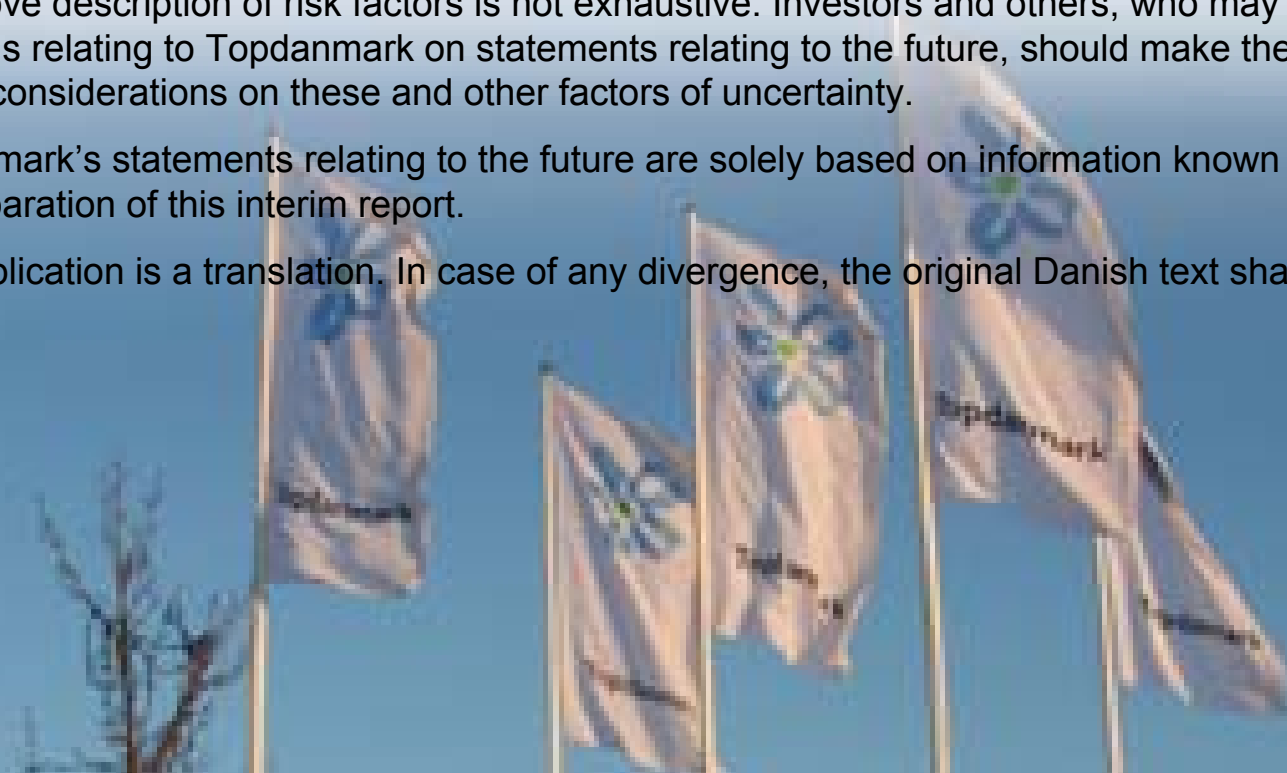 ove description of risk factors is not exhaustive. Investors and others, who may
s relating to Topdanmark on statements relating to the future, should make the
considerations on these and other factors of uncertainty.
mark’s statements relating to the future are solely based on information known
paration of this interim report.
blication is a translation. In case of any divergence, the original Danish text sha
Topdanmark
Topdanmark
Topdanmark